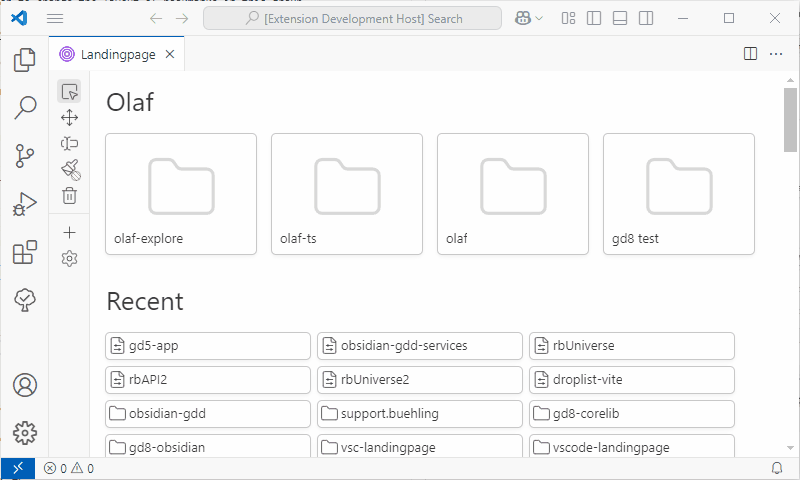 [Extension Development Host] Search
Landingpage
Olaf
olaf-explore
olaf-ts
olaf
gd8 test
Recent
gd5-app
obsidian-gdd-services
rbUniverse
rbAPI2
rbUniverse2
droplist-vite
obsidian-gdd
support.buehling
gd8-corelib
gd8-obsidian
vsc-landingpage
vscode-landingpage
0 0